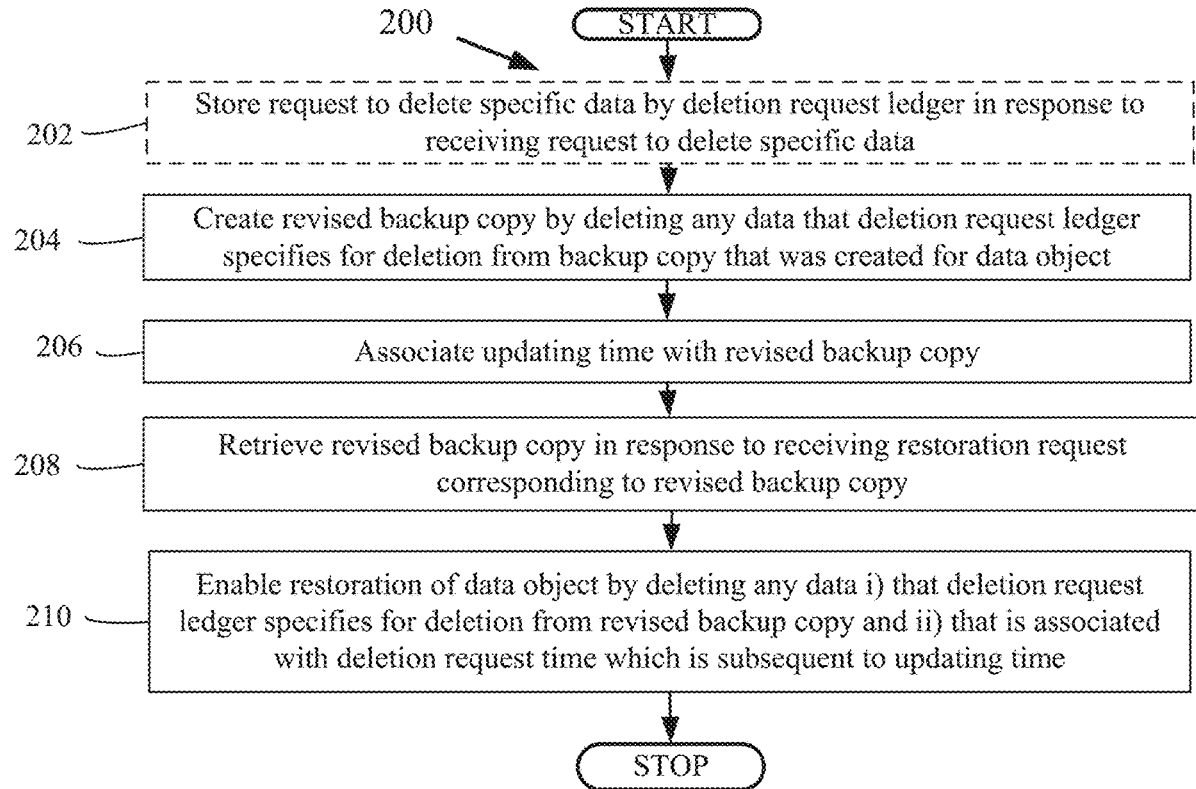 200
START
202
Store request to delete specific data by deletion request ledger in response to
receiving request to delete specific data
204
Create revised backup copy by deleting any data that deletion request ledger
specifies for deletion from backup copy that was created for data object
206
Associate updating time with revised backup copy
208
Retrieve revised backup copy in response to receiving restoration request
corresponding to revised backup copy
210
Enable restoration of data object by deleting any data i) that deletion request
ledger specifies for deletion from revised backup copy and ii) that is associated
with deletion request time which is subsequent to updating time
STOP